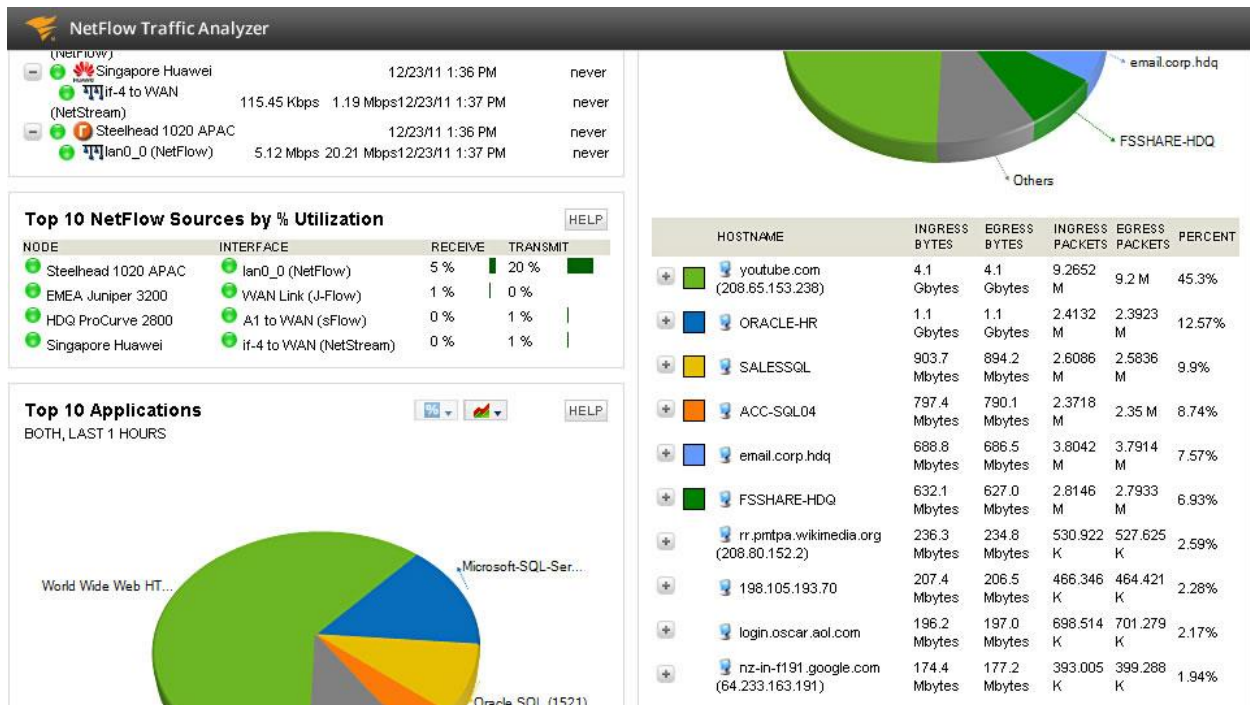 NetFlow Traffic Analyzer
(NetFlow)
Singapore Huawei 12/23/11 1:36 PM never
if-4 to WAN
(NetStream) 115.45 Kbps 1.19 Mbps 12/23/11 1:37 PM never
Steelhead 1020 APAC 12/23/11 1:36 PM never
lan0_0 (NetFlow) 5.12 Mbps 20.21 Mbps 12/23/11 1:37 PM never
Top 10 NetFlow Sources by % Utilization HELP
NODE INTERFACE RECEIVE TRANSMIT
Steelhead 1020 APAC lan0_0 (NetFlow) 5 % 20 %
EMEA Juniper 3200 WAN Link (J-Flow) 1 % 0 %
HDQ ProCurve 2800 A1 to WAN (sFlow) 0 % 1 %
Singapore Huawei if-4 to WAN (NetStream) 0 % 1 %
Top 10 Applications % HELP
BOTH, LAST 1 HOURS
World Wide Web HT...
Microsoft-SQL-Ser...
Oracle SQL (1521)
email.corp.hdq
FSSHARE-HDQ
Others
HOSTNAME INGRESS BYTES EGRESS BYTES INGRESS PACKETS EGRESS PACKETS PERCENT
youtube.com (208.65.153.238) 4.1 Gbytes 4.1 Gbytes 9.2652 M 9.2 M 45.3%
ORACLE-HR 1.1 Gbytes 1.1 Gbytes 2.4132 M 2.3923 M 12.57%
SALESSQL 903.7 Mbytes 894.2 Mbytes 2.6086 M 2.5836 M 9.9%
ACC-SQL04 797.4 Mbytes 790.1 Mbytes 2.3718 M 2.35 M 8.74%
email.corp.hdq 688.8 Mbytes 686.5 Mbytes 3.8042 M 3.7914 M 7.57%
FSSHARE-HDQ 632.1 Mbytes 627.0 Mbytes 2.8146 M 2.7933 M 6.93%
rr.pmtpa.wikimedia.org (208.80.152.2) 236.3 Mbytes 234.8 Mbytes 530.922 K 527.625 K 2.59%
198.105.193.70 207.4 Mbytes 206.5 Mbytes 466.346 K 464.421 K 2.28%
login.oscar.aol.com 196.2 Mbytes 197.0 Mbytes 698.514 K 701.279 K 2.17%
nz-in-f191.google.com (64.233.163.191) 174.4 Mbytes 177.2 Mbytes 393.005 K 399.288 K 1.94%